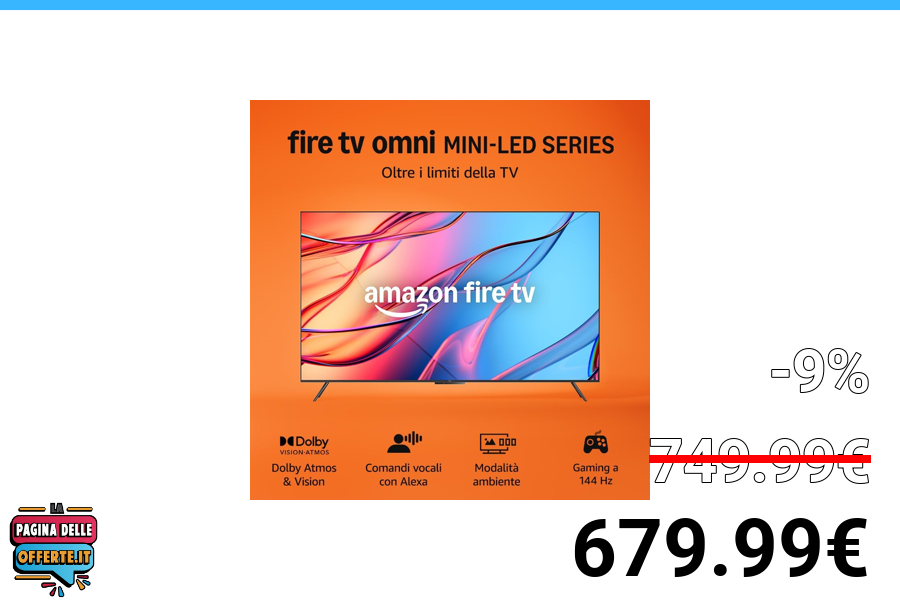 fire tv omni MINI-LED SERIES
Oltre i limiti della TV
amazon fire tv
Dolby
VISION·ATMOS
Dolby Atmos
& Vision
Comandi vocali
con Alexa
Modalità
ambiente
Gaming a
144 Hz
-9%
749.99€
679.99€
LA
PAGINA DELLE
OFFERTE.IT